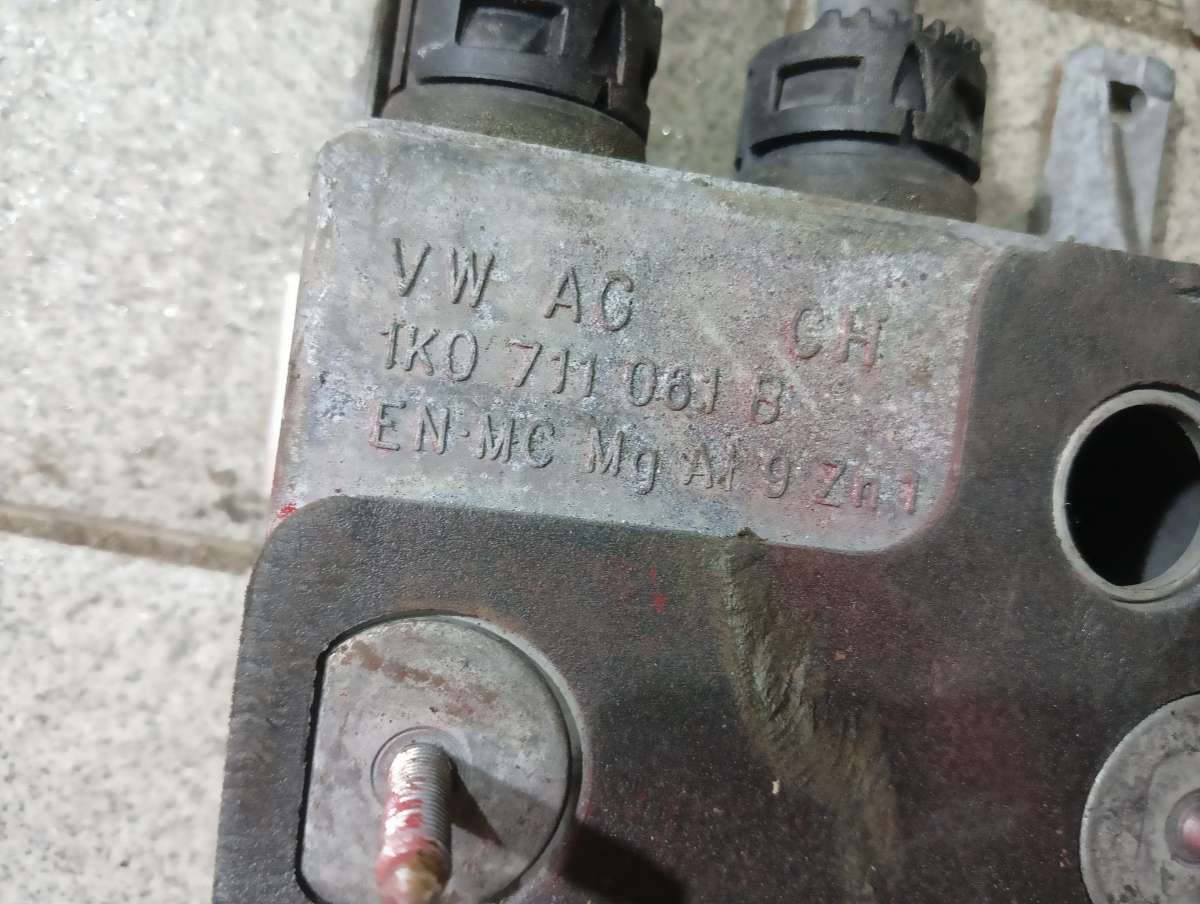 VW AG CH
1K0 711 061 B
EN-MC Mg Al 9 Zn 1